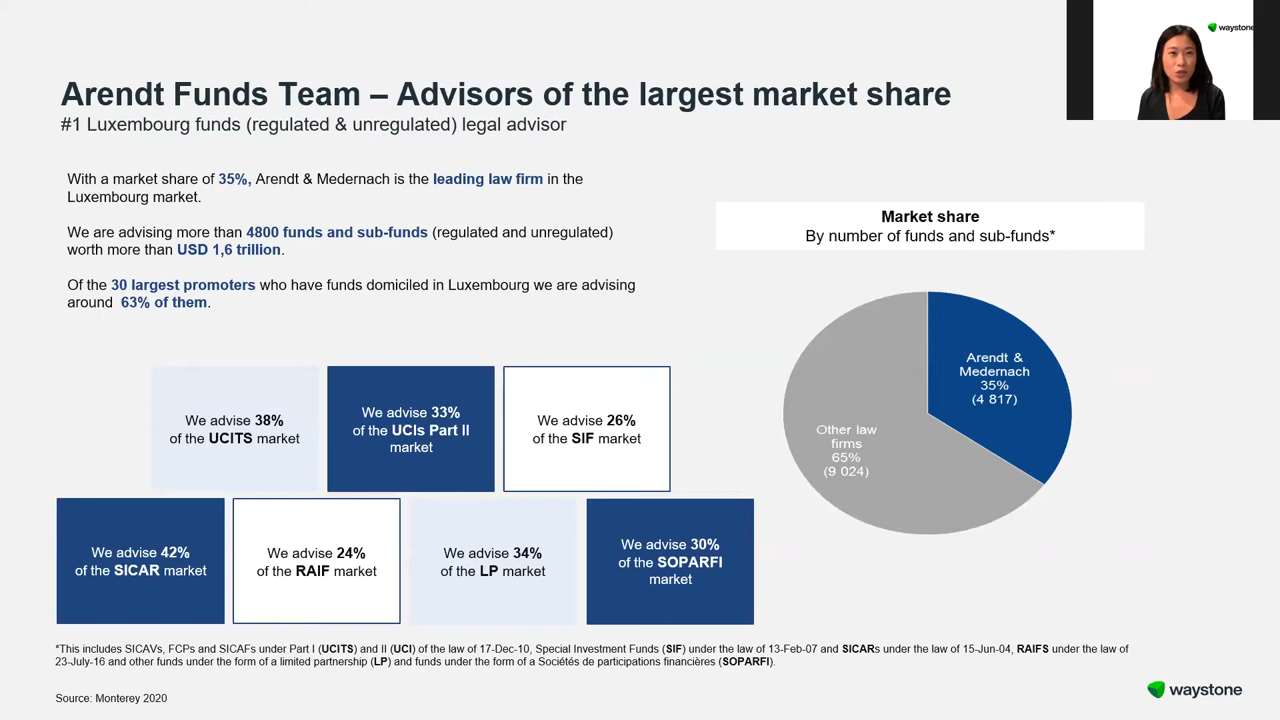 waystone
Arendt Funds Team – Advisors of the largest market share
#1 Luxembourg funds (regulated & unregulated) legal advisor
With a market share of 35%, Arendt & Medernach is the leading law firm in the
Luxembourg market.
We are advising more than 4800 funds and sub-funds (regulated and unregulated)
worth more than USD 1,6 trillion.
Of the 30 largest promoters who have funds domiciled in Luxembourg we are advising
around 63% of them.
Market share
By number of funds and sub-funds*
Arendt &
Medernach
35%
(4 817)
Other law
firms
65%
(9 024)
We advise 38%
of the UCITS market
We advise 33%
of the UCIs Part II
market
We advise 26%
of the SIF market
We advise 42%
of the SICAR market
We advise 24%
of the RAIF market
We advise 34%
of the LP market
We advise 30%
of the SOPARFI
market
*This includes SICAVs, FCPs and SICAFs under Part I (UCITS) and II (UCI) of the law of 17-Dec-10, Special Investment Funds (SIF) under the law of 13-Feb-07 and SICARs under the law of 15-Jun-04, RAIFS under the law of
23-July-16 and other funds under the form of a limited partnership (LP) and funds under the form of a Sociétés de participations financières (SOPARFI).
Source: Monterey 2020
waystone